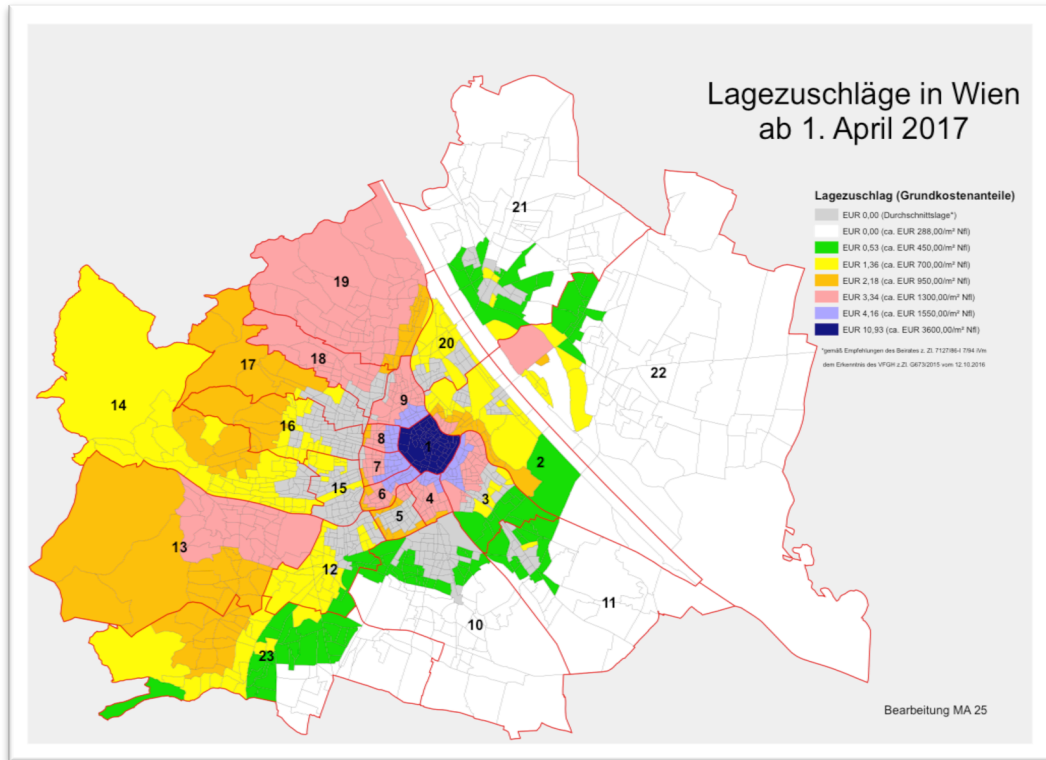 Lagezuschläge in Wien
ab 1. April 2017
Lagezuschlag (Grundkostenanteile)
EUR 0,00 (Durchschnittslage*)
EUR 0,00 (ca. EUR 288,00/m² Nfl)
EUR 0,53 (ca. EUR 450,00/m² Nfl)
EUR 1,36 (ca. EUR 700,00/m² Nfl)
EUR 2,18 (ca. EUR 950,00/m² Nfl)
EUR 3,34 (ca. EUR 1300,00/m² Nfl)
EUR 4,16 (ca. EUR 1550,00/m² Nfl)
EUR 10,93 (ca. EUR 3600,00/m² Nfl)
*gemäß Empfehlungen des Beirates z. Zl. 7127/86-I 7/94 iVm
dem Erkenntnis des VFGH z.Zl. G673/2015 vom 12.10.2016
21
19
20
18
17
22
14
9
16
8
1
7
2
15
6
4
3
5
13
12
11
10
23
Bearbeitung MA 25